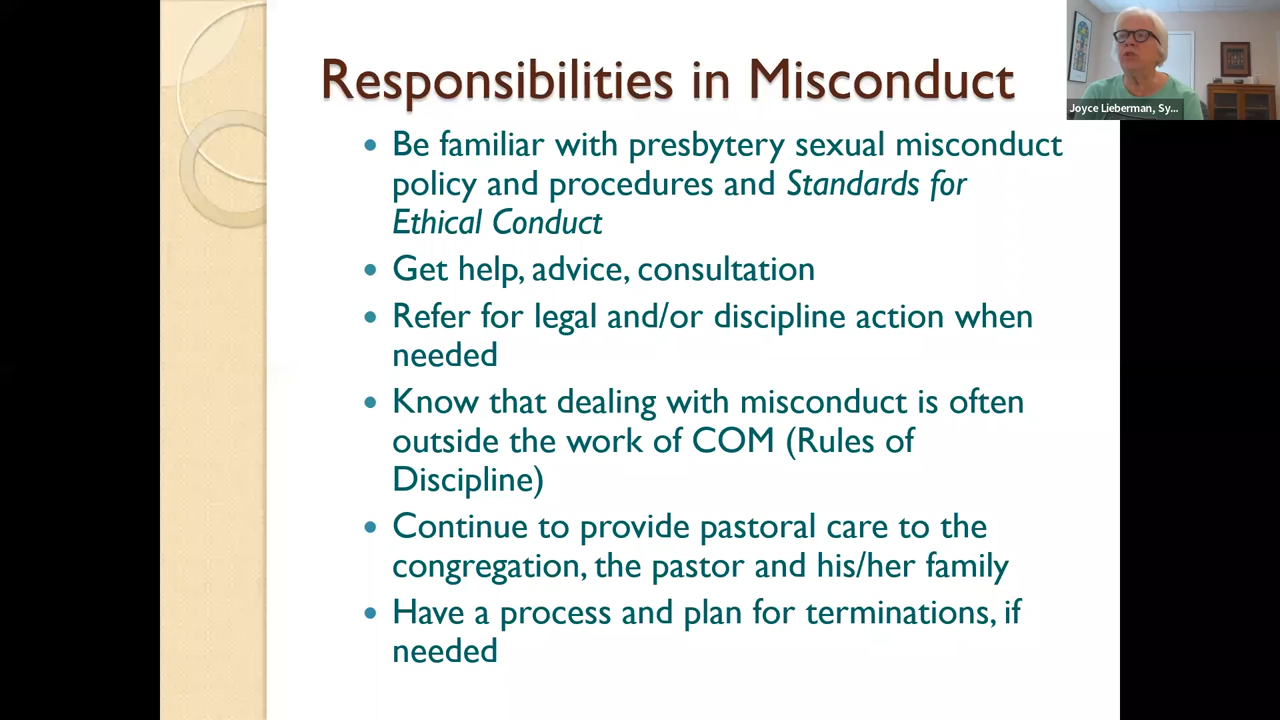 Responsibilities in Misconduct
Joyce Lieberman, Sy...
• Be familiar with presbytery sexual misconduct
policy and procedures and Standards for
Ethical Conduct
• Get help, advice, consultation
• Refer for legal and/or discipline action when
needed
• Know that dealing with misconduct is often
outside the work of COM (Rules of
Discipline)
• Continue to provide pastoral care to the
congregation, the pastor and his/her family
• Have a process and plan for terminations, if
needed